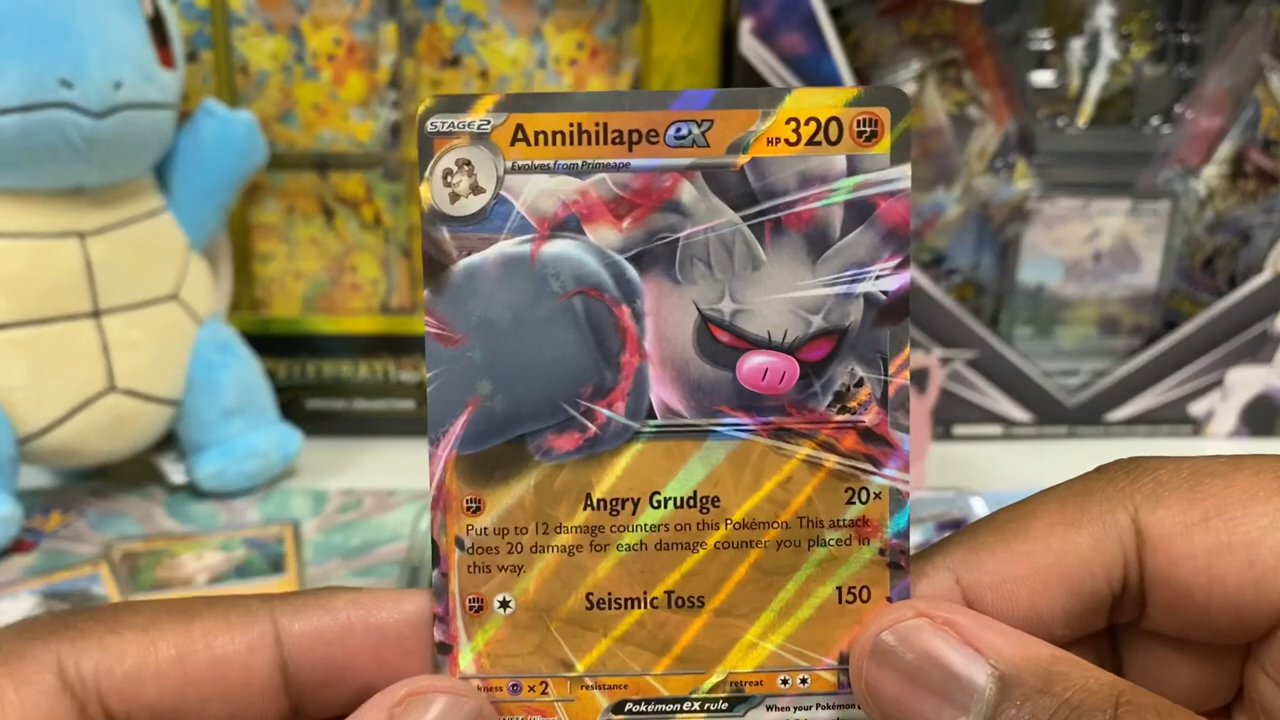 STAGE2 Annihilape ex HP 320
Evolves from Primeape
Angry Grudge 20×
Put up to 12 damage counters on this Pokémon. This attack
does 20 damage for each damage counter you placed in
this way.
Seismic Toss 150
kness × 2 resistance retreat
Pokémon ex rule When your Pokémon